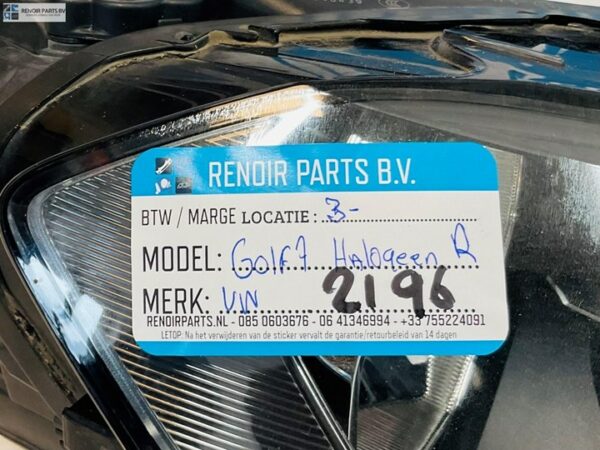 RENOIR PARTS BV.
RENOIR PARTS B.V.
BTW / MARGE LOCATIE : 3-
MODEL: Golf 7 Halogeen R
MERK: VW
2196
RENOIRPARTS.NL - 085 0603676 - 06 41346994 - +33 755224091
LETOP: Na het verwijderen van de sticker vervalt de garantie/retourbeleid van 14 dagen